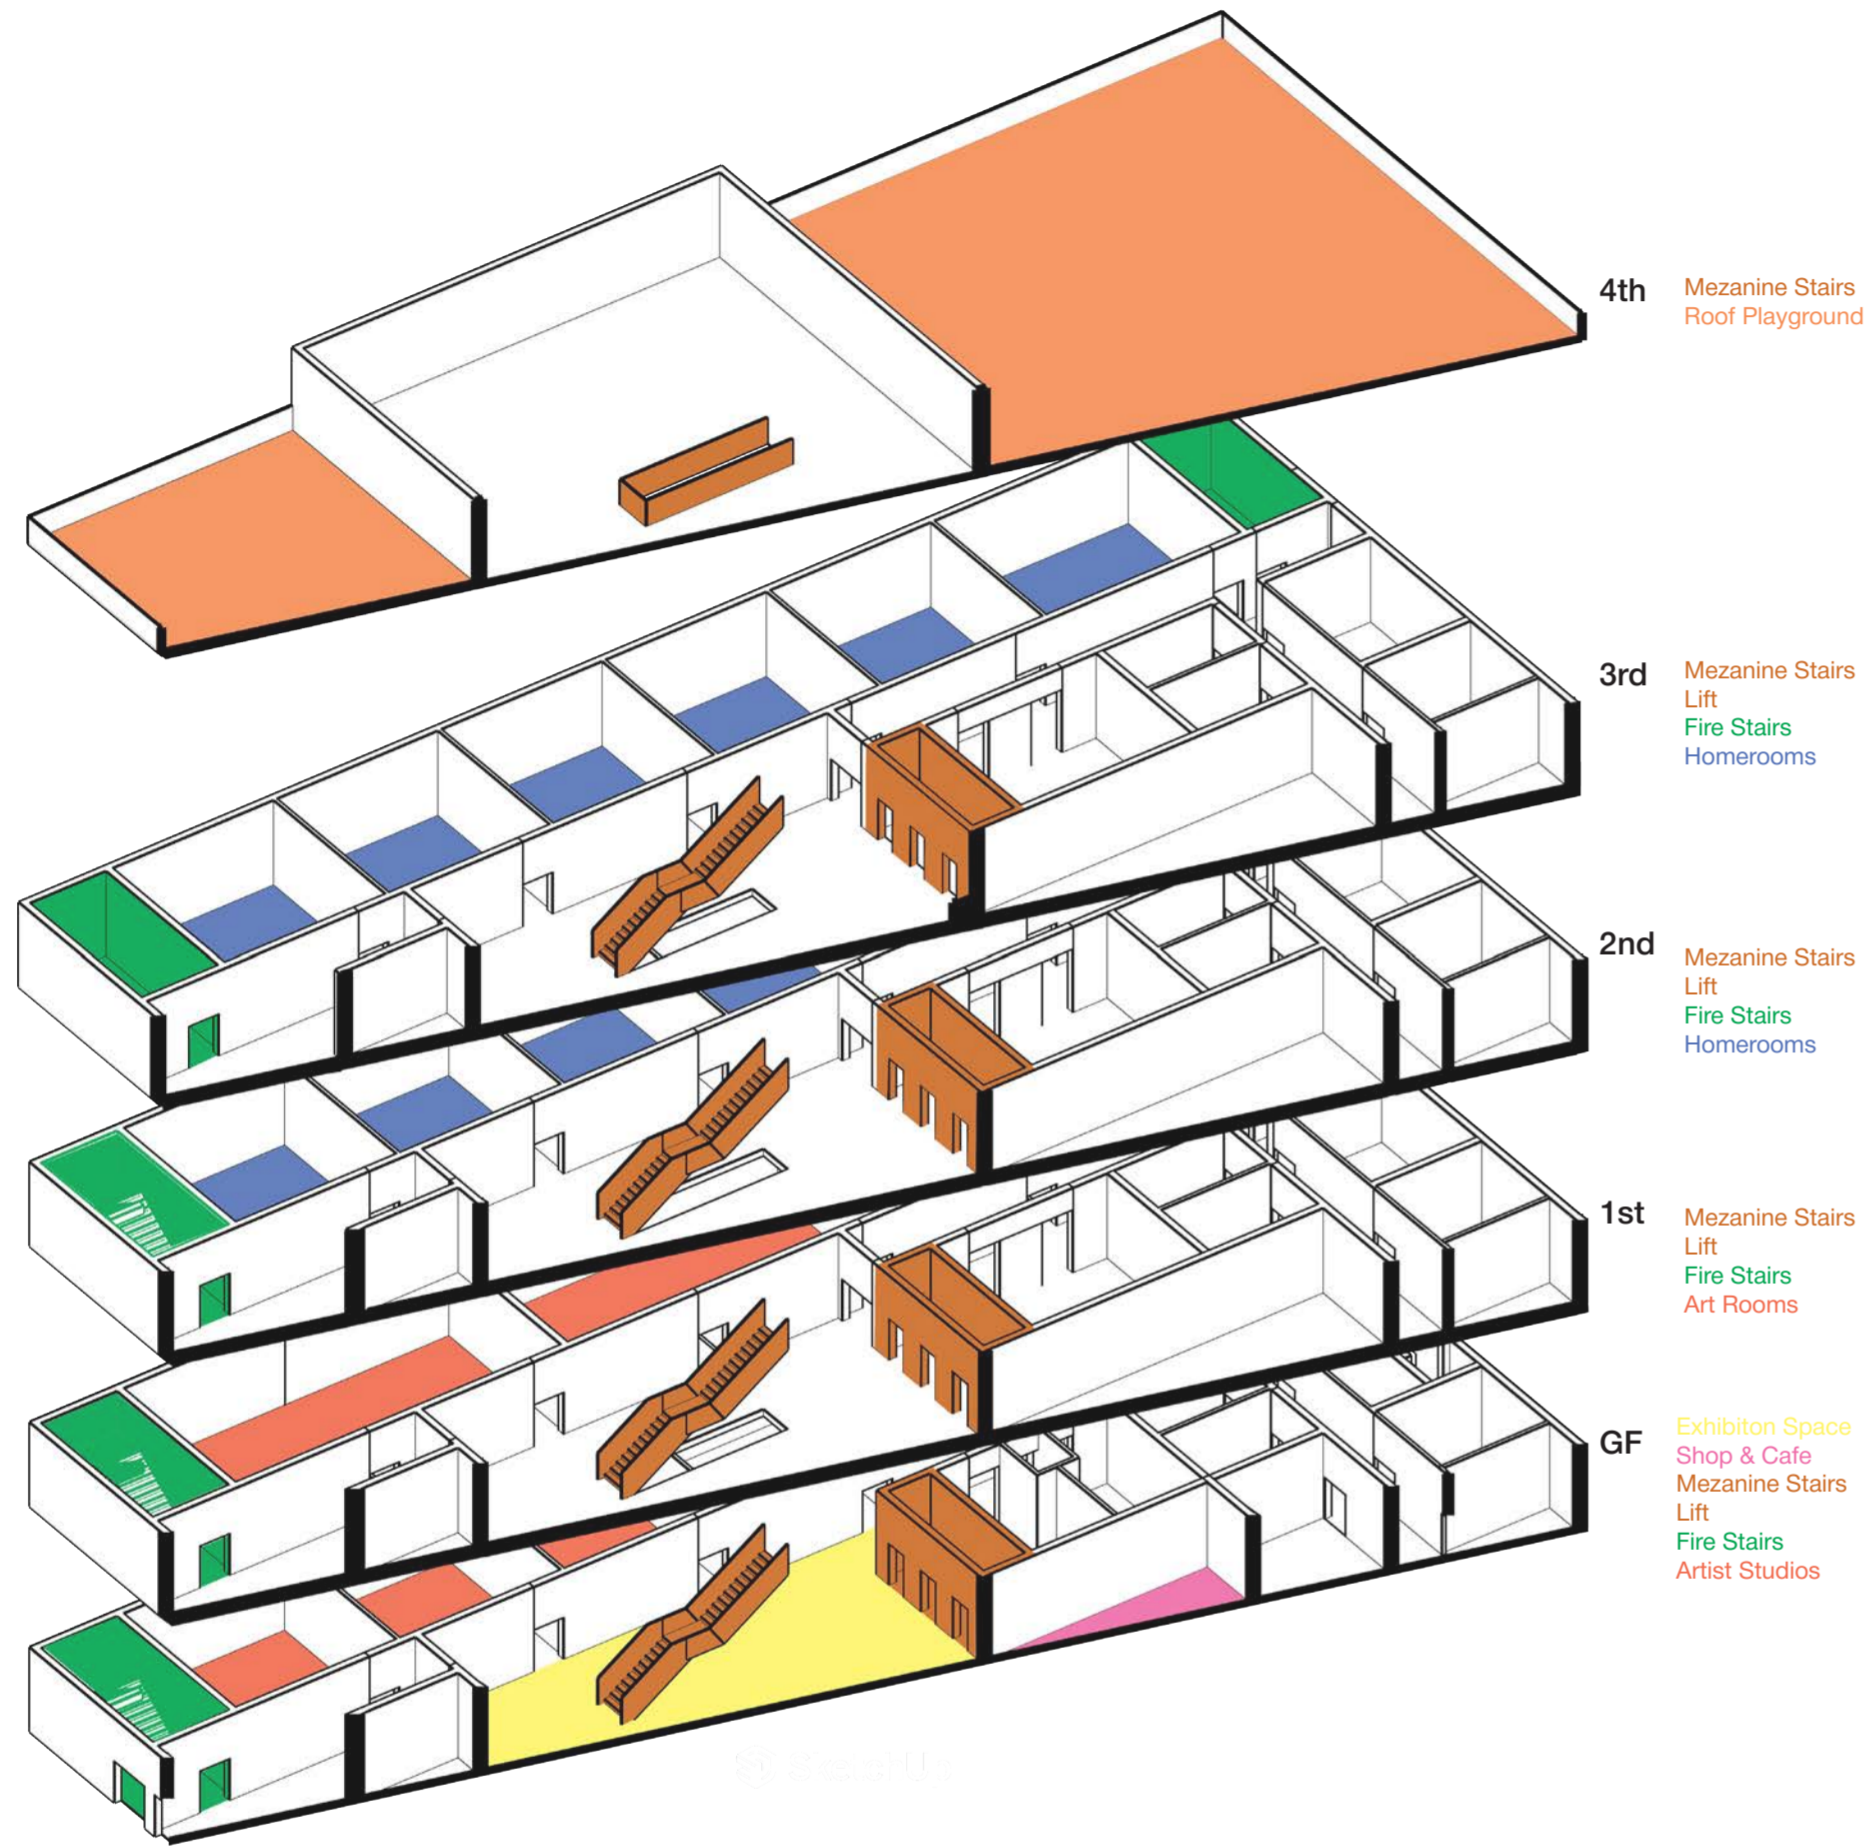 4th
Mezanine Stairs
Roof Playground
3rd
Mezanine Stairs
Lift
Fire Stairs
Homerooms
2nd
Mezanine Stairs
Lift
Fire Stairs
Homerooms
1st
Mezanine Stairs
Lift
Fire Stairs
Art Rooms
GF
Exhibiton Space
Shop & Cafe
Mezanine Stairs
Lift
Fire Stairs
Artist Studios